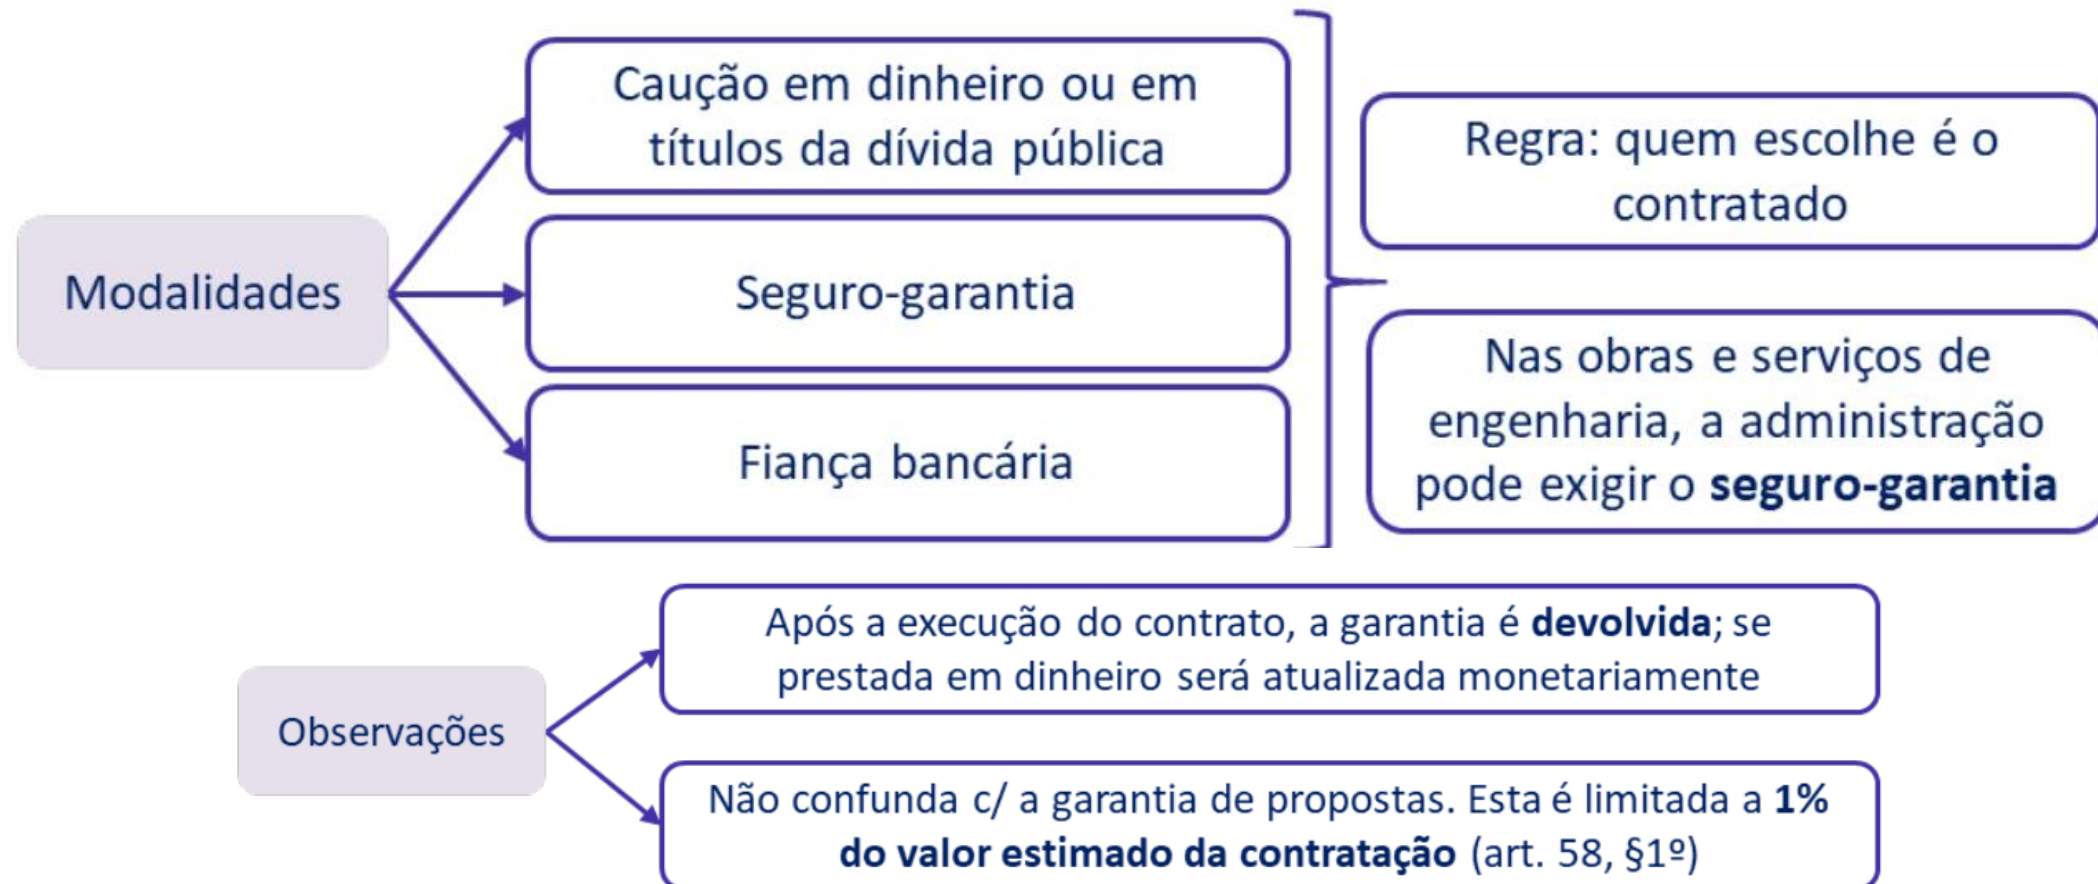 Modalidades
Caução em dinheiro ou em
títulos da dívida pública
Seguro-garantia
Fiança bancária
Regra: quem escolhe é o
contratado
Nas obras e serviços de
engenharia, a administração
pode exigir o seguro-garantia
Observações
Após a execução do contrato, a garantia é devolvida; se
prestada em dinheiro será atualizada monetariamente
Não confunda c/ a garantia de propostas. Esta é limitada a 1%
do valor estimado da contratação (art. 58, §1º)